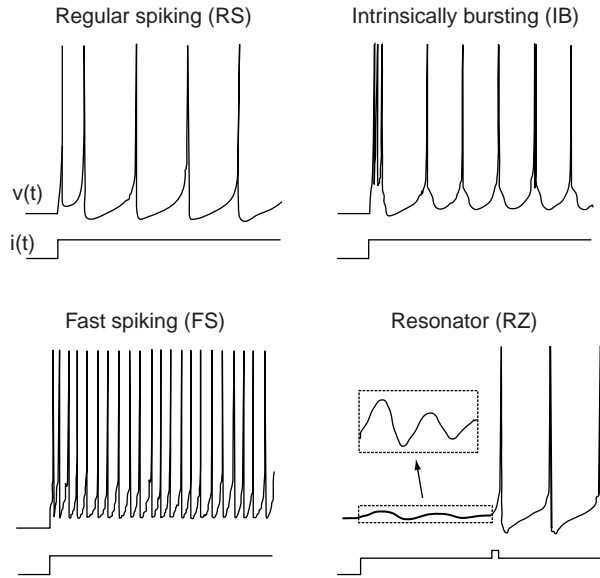 Regular spiking (RS)
Intrinsically bursting (IB)
v(t)
i(t)
Fast spiking (FS)
Resonator (RZ)